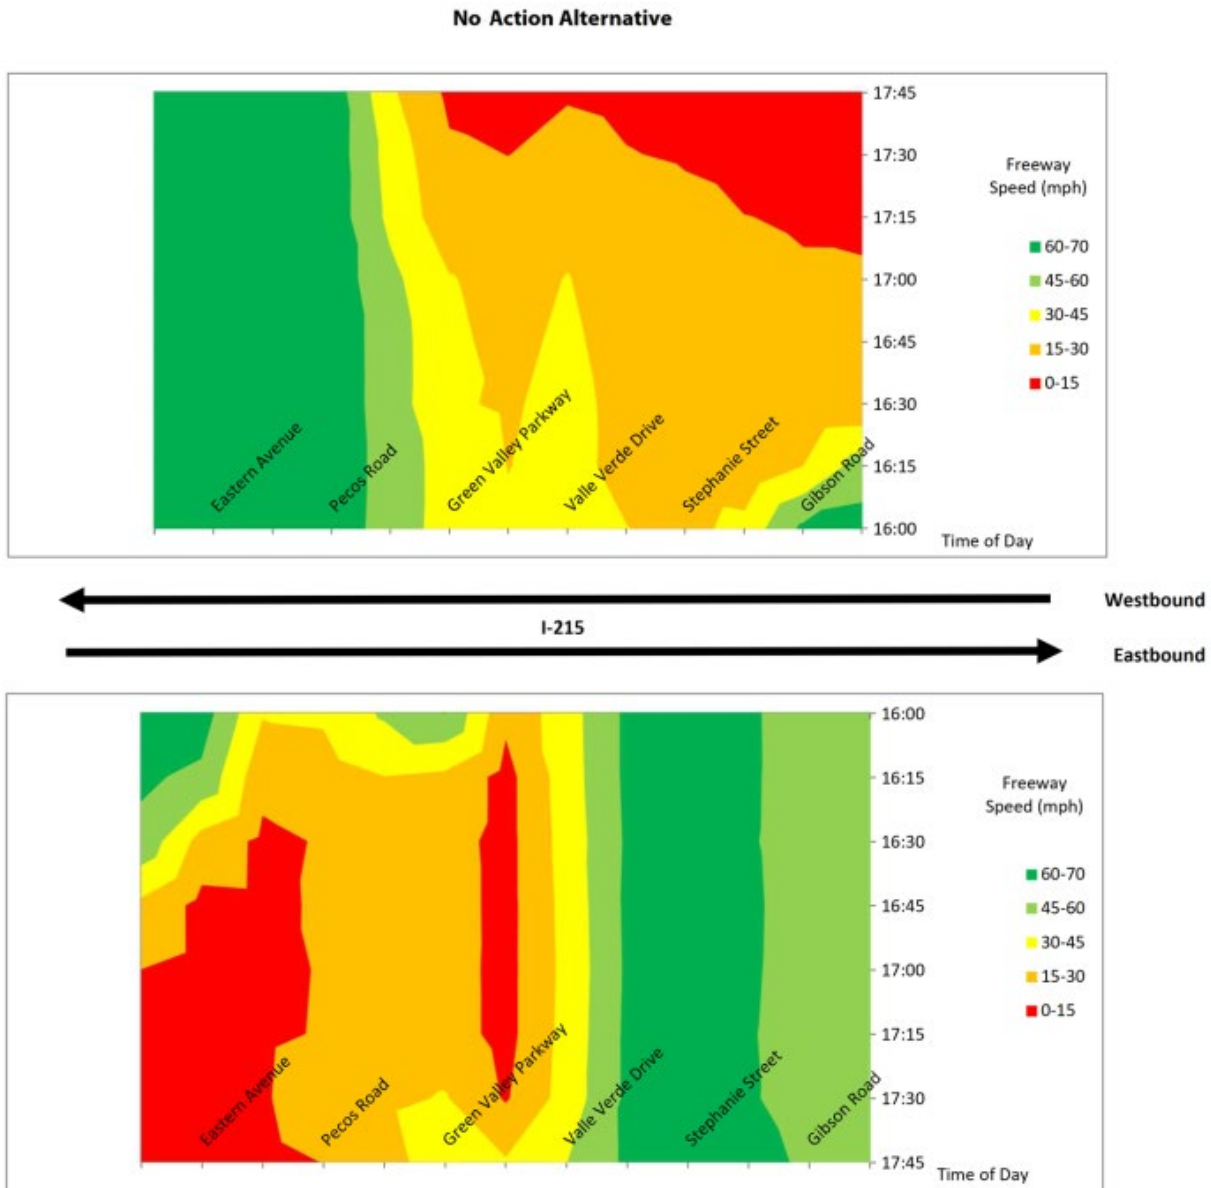 No Action Alternative
17:45
17:30
17:15
17:00
16:45
16:30
16:15
16:00
Freeway
Speed (mph)
60-70
45-60
30-45
15-30
0-15
Eastern Avenue
Pecos Road
Green Valley Parkway
Valle Verde Drive
Stephanie Street
Gibson Road
Time of Day
Westbound
I-215
Eastbound
16:00
16:15
16:30
16:45
17:00
17:15
17:30
17:45
Freeway
Speed (mph)
60-70
45-60
30-45
15-30
0-15
Eastern Avenue
Pecos Road
Green Valley Parkway
Valle Verde Drive
Stephanie Street
Gibson Road
Time of Day